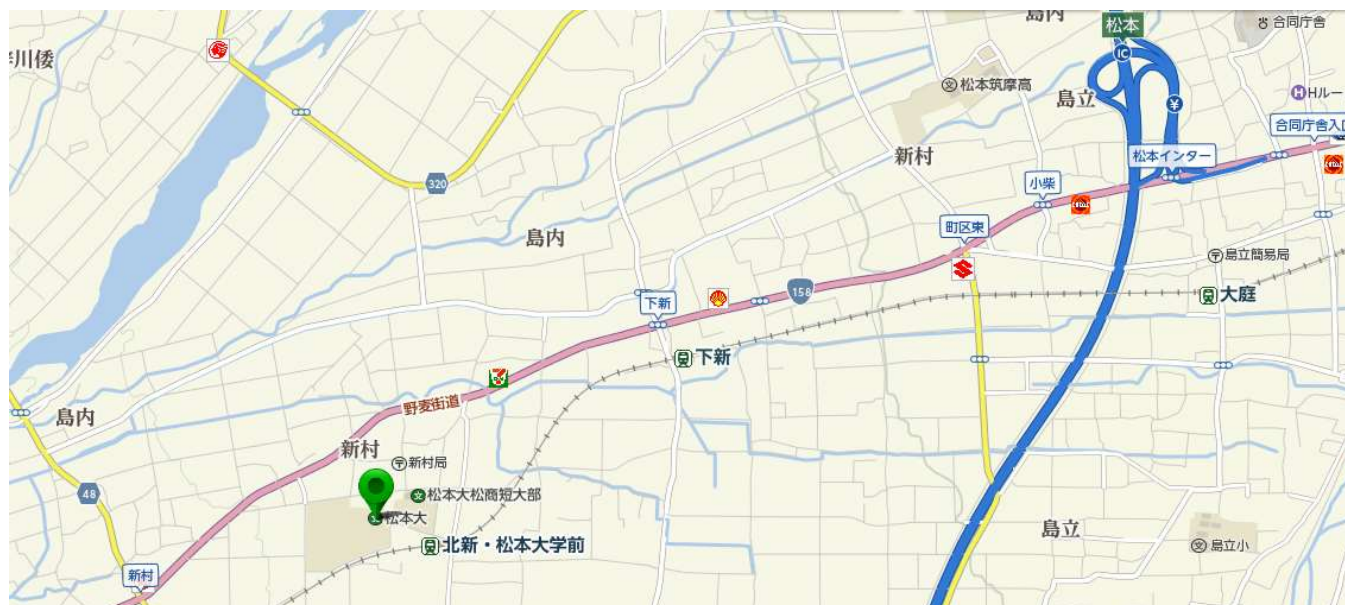 島内
松本
合同庁舎
IC
川倭
松本筑摩高
島立
¥
Hルー
H
合同庁舎入口
松本インター
新村
小柴
320
町区東
島内
島立簡易局
158
大庭
下新
下新
野麦街道
島内
新村
新村局
48
松本大松商短大部
松本大
島立
北新・松本大学前
島立小
新村